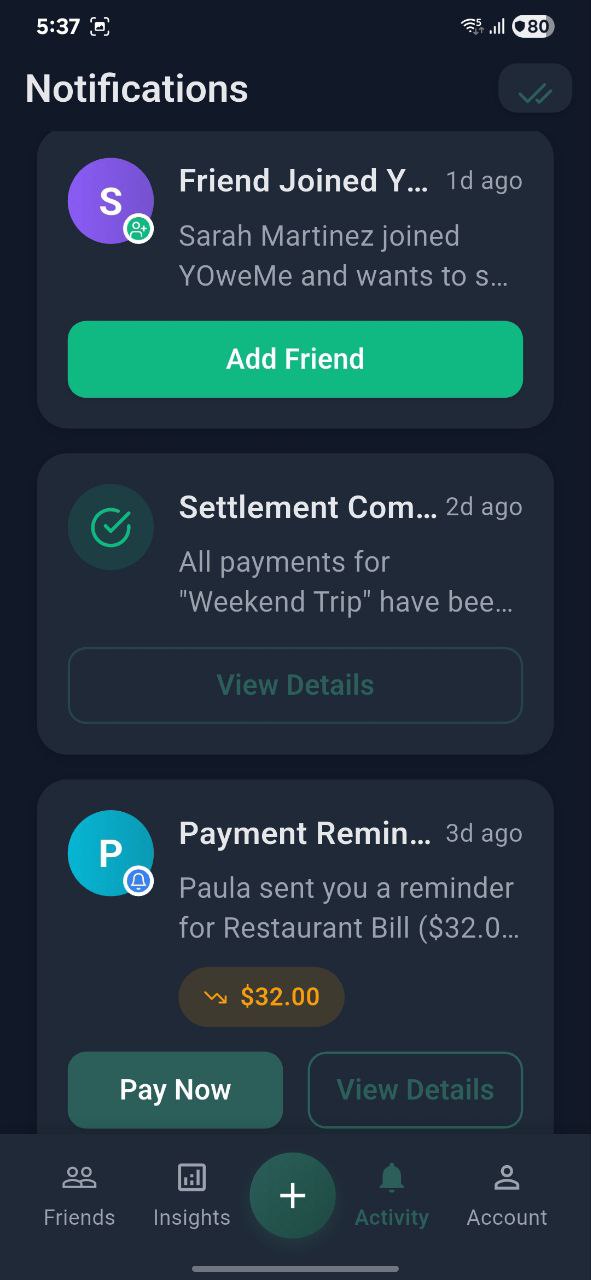 5:37
5
80
Notifications
S
Friend Joined Y...
1d ago
Sarah Martinez joined
YOweMe and wants to s...
Add Friend
Settlement Com...
2d ago
All payments for
"Weekend Trip" have bee...
View Details
P
Payment Remin...
3d ago
Paula sent you a reminder
for Restaurant Bill ($32.0...
$32.00
Pay Now
View Details
Friends
Insights
+
Activity
Account